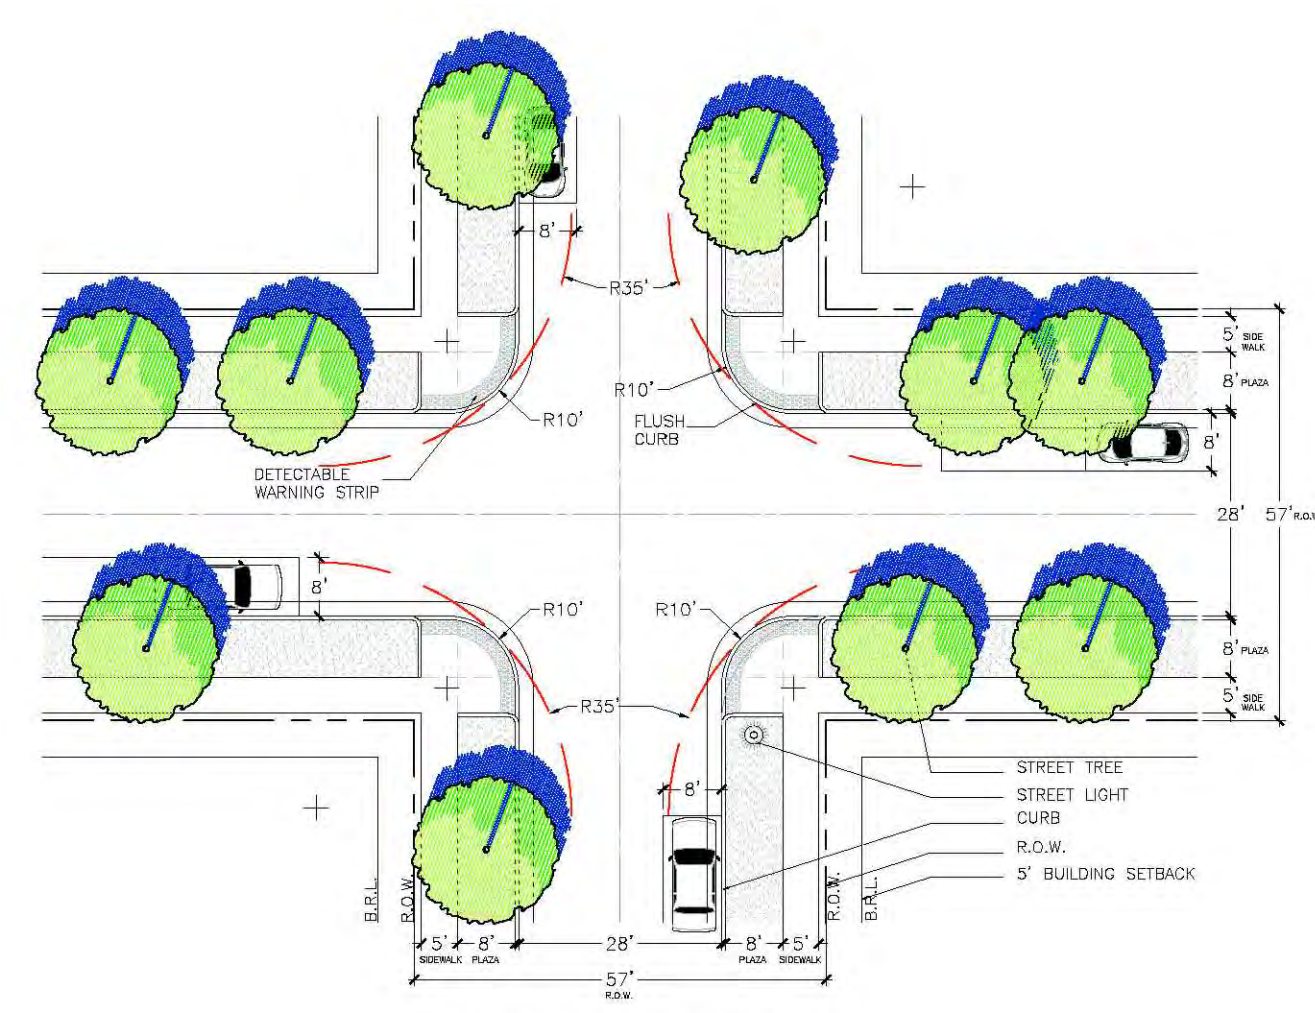 8'
R35'
5' SIDE
WALK
R10'
8' PLAZA
R10'
FLUSH
CURB
8'
DETECTABLE
WARNING STRIP
28'
57' R.O.W
8'
R10'
R10'
8' PLAZA
5' SIDE
WALK
R35'
STREET TREE
8'
STREET LIGHT
CURB
R.O.W.
5' BUILDING SETBACK
B.R.L.
R.O.W.
R.O.W.
B.R.L.
5' 8' 28' 8' 5'
SIDEWALK PLAZA PLAZA SIDEWALK
57'
R.O.W.